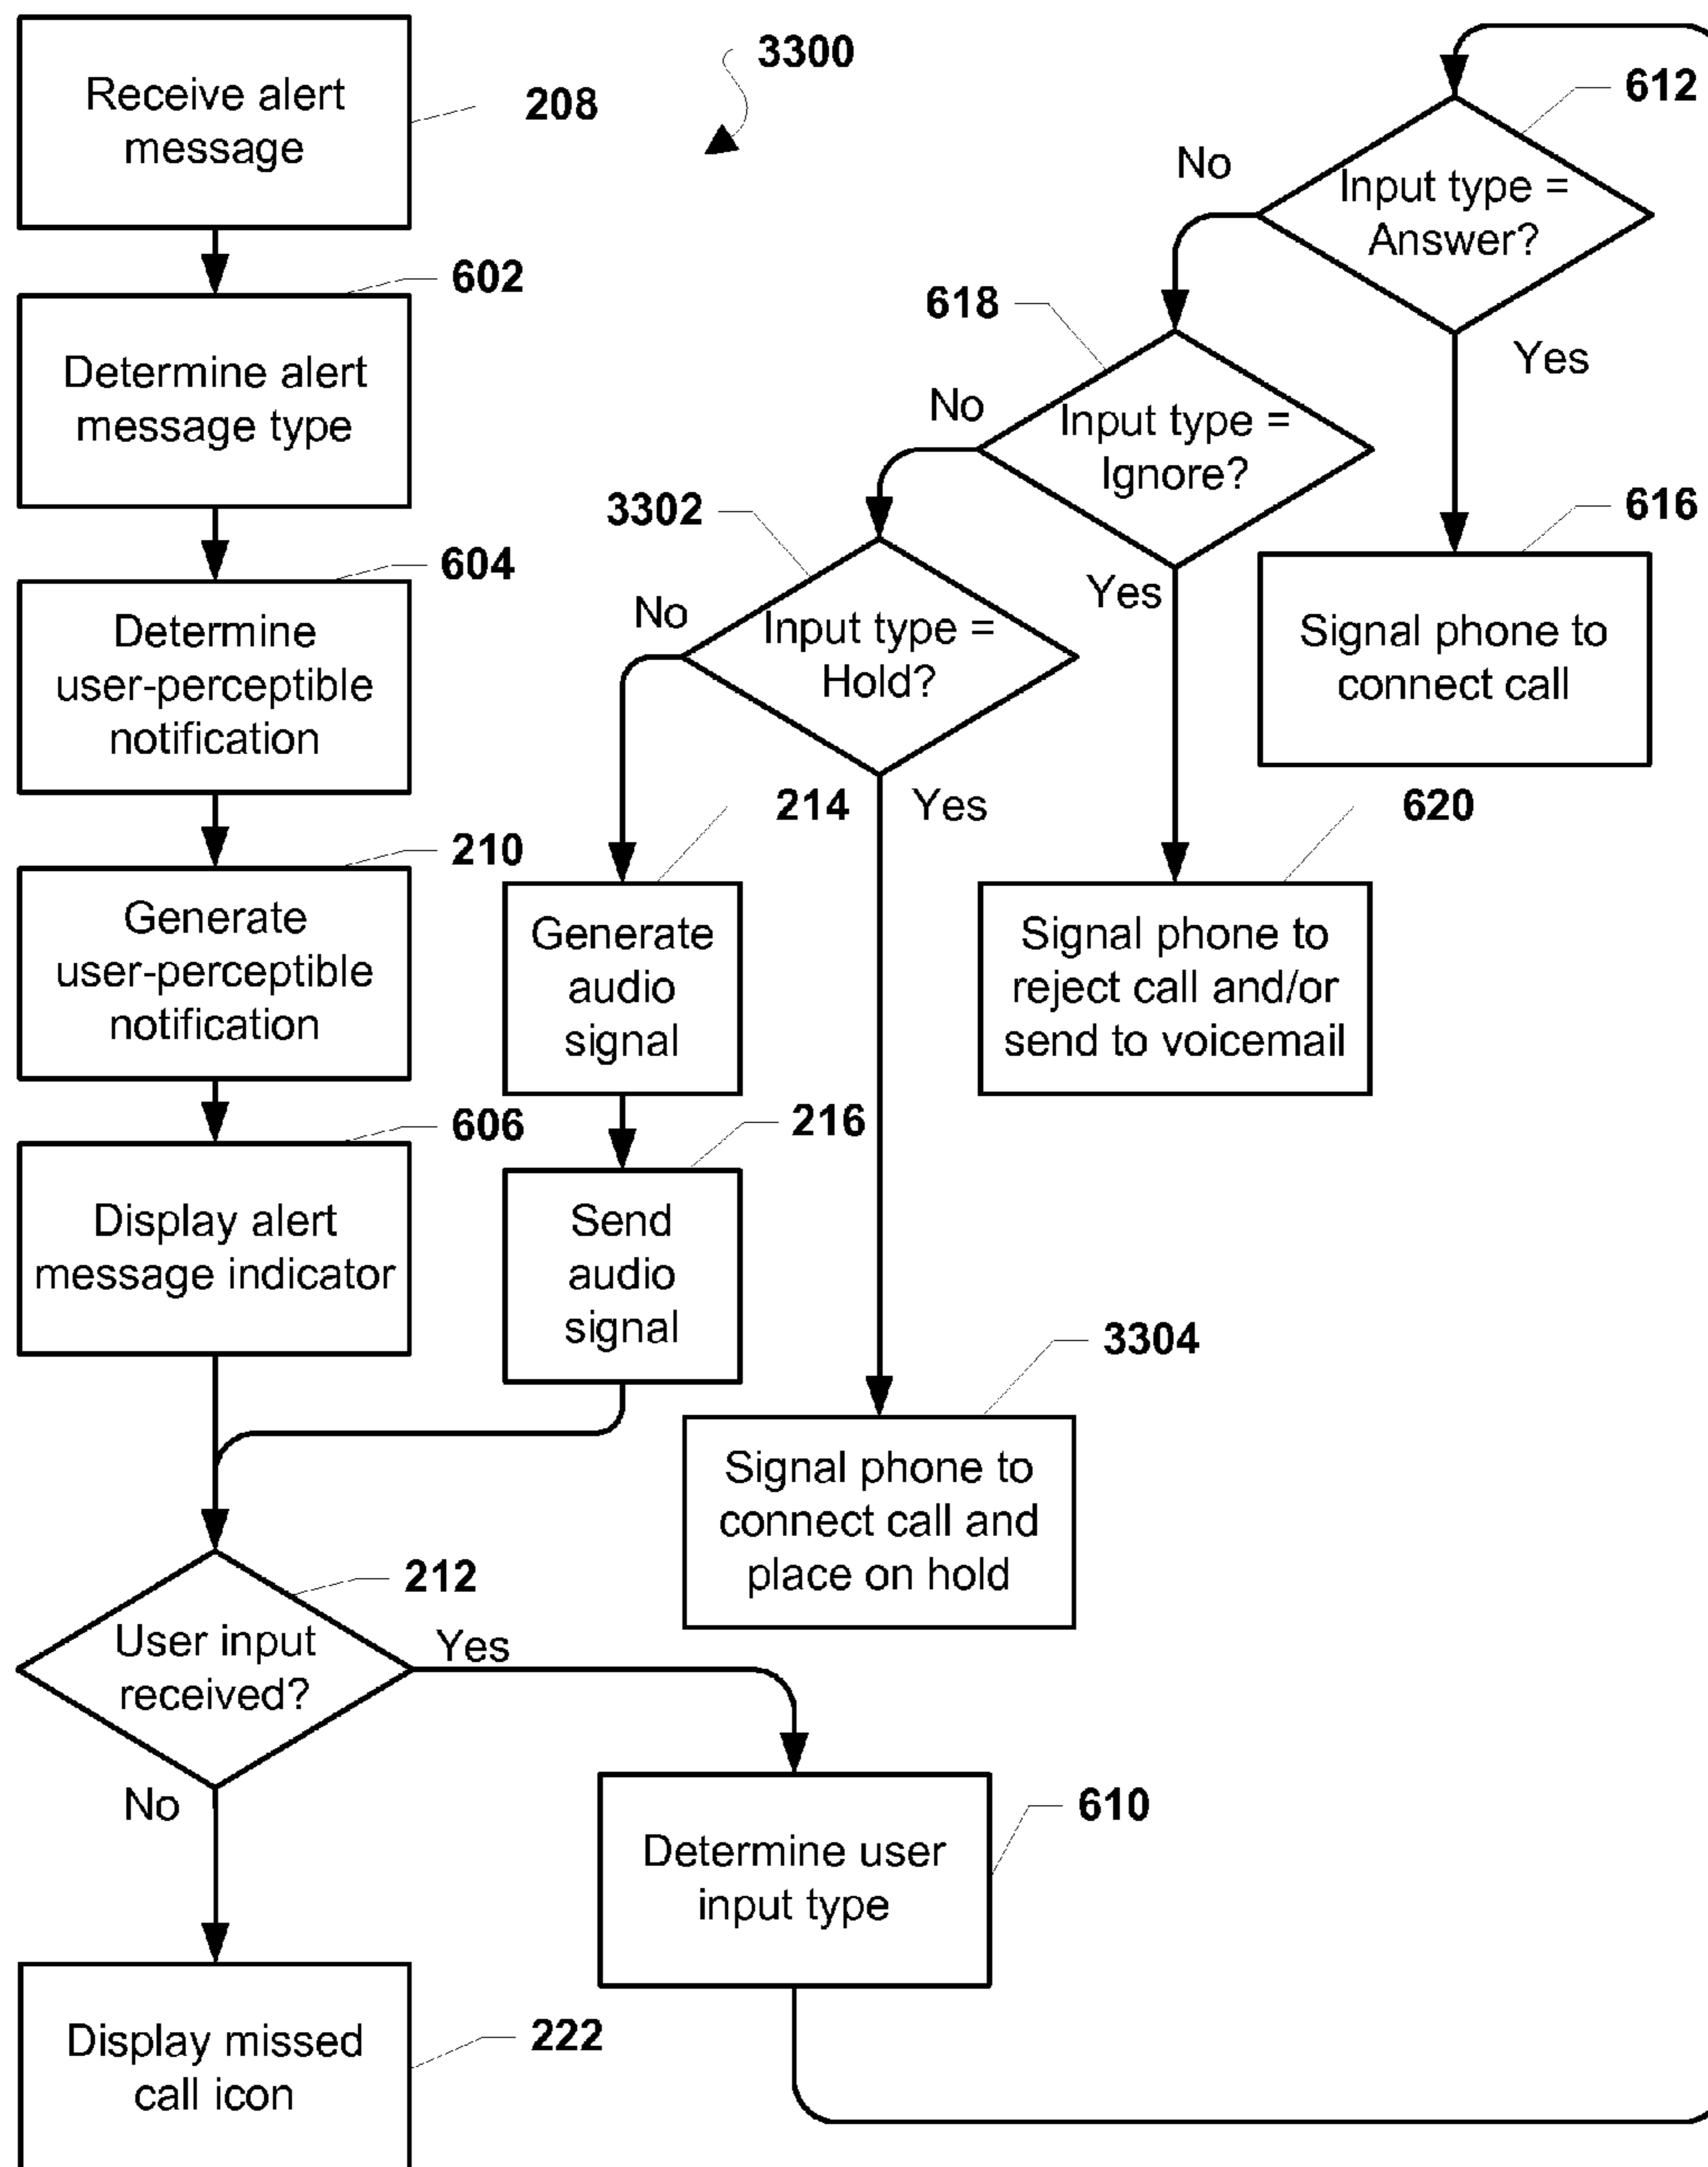 Receive alert
message
208
3300
602
Determine alert
message type
604
Determine
user-perceptible
notification
210
Generate
user-perceptible
notification
606
Display alert
message indicator
212
User input
received?
Yes
No
222
Display missed
call icon
610
Determine user
input type
612
Input type =
Answer?
No
Yes
616
Signal phone to
connect call
618
Input type =
Ignore?
No
Yes
620
Signal phone to
reject call and/or
send to voicemail
3302
Input type =
Hold?
No
Yes
214
Generate
audio
signal
216
Send
audio
signal
3304
Signal phone to
connect call and
place on hold